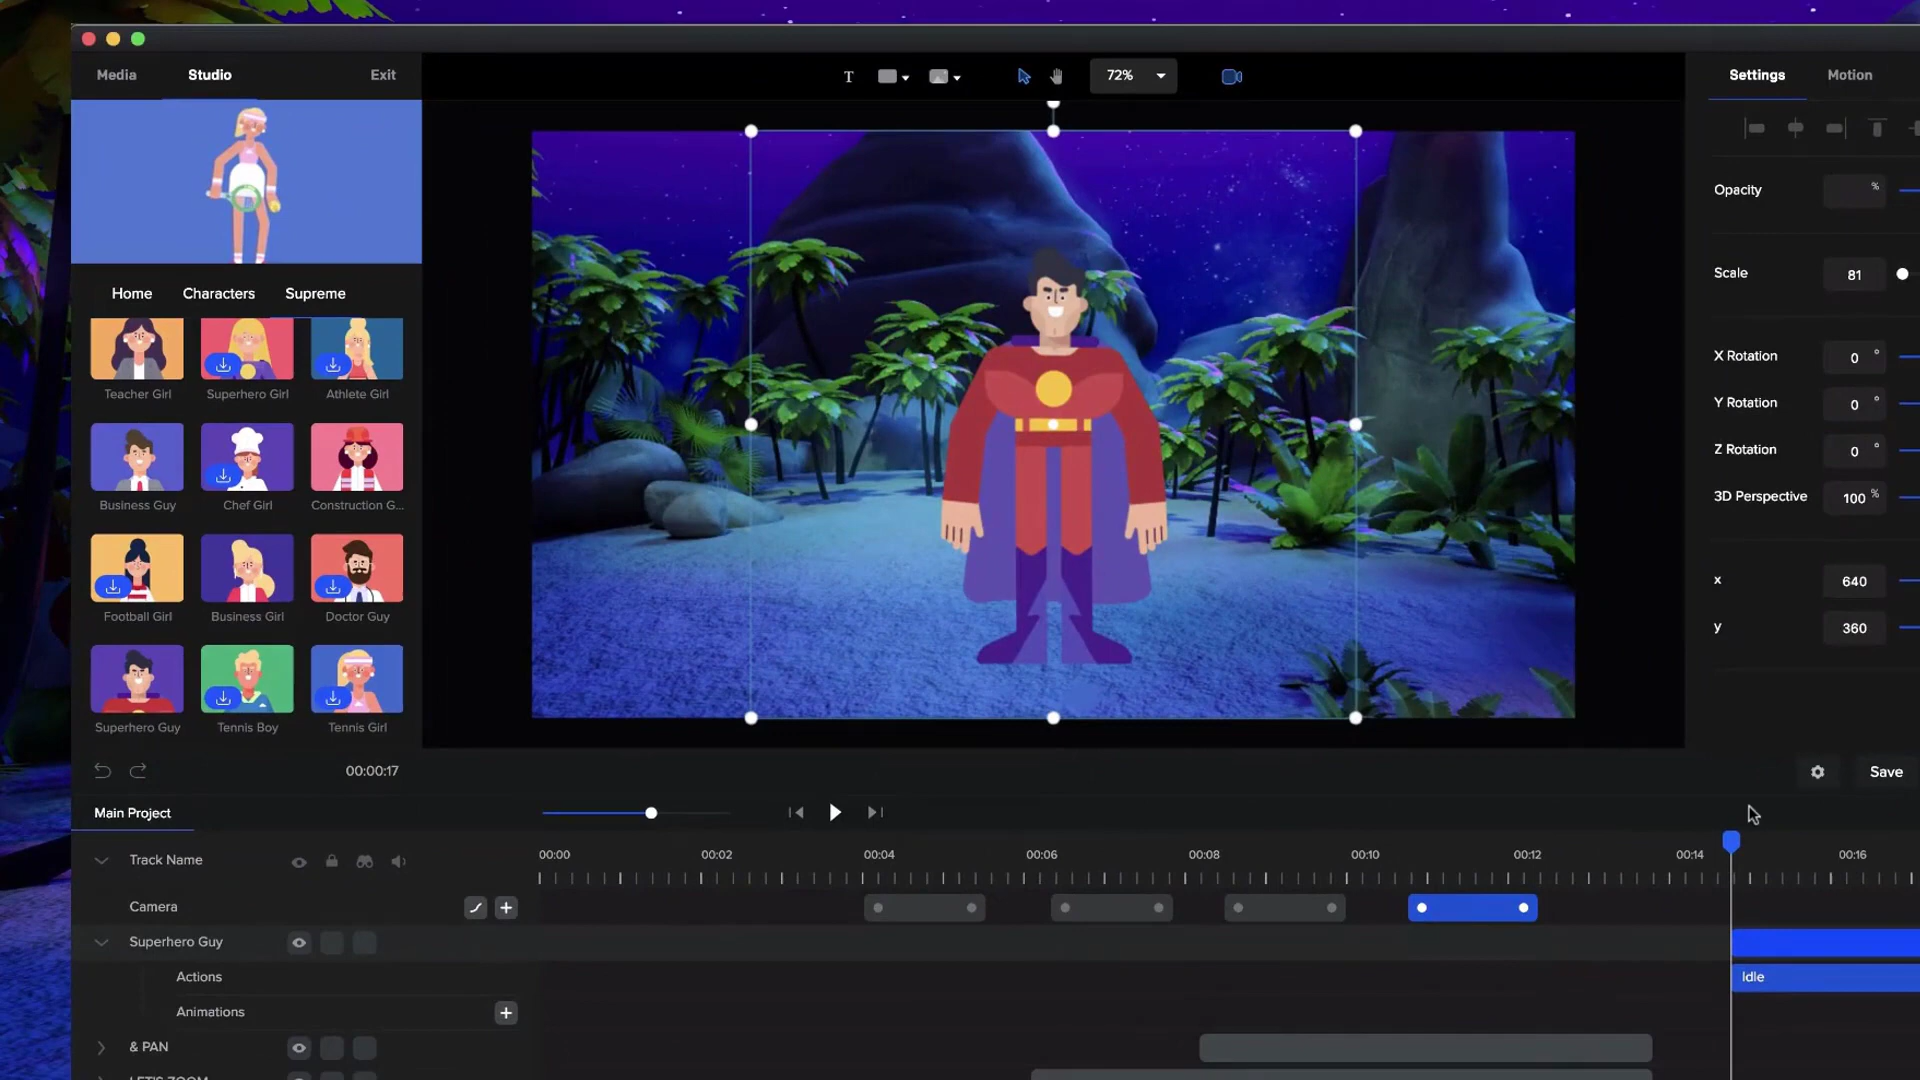 Media Studio Exit
T 72%
Settings Motion
Opacity %
Scale 81
X Rotation 0 °
Y Rotation 0 °
Z Rotation 0 °
3D Perspective 100 %
x 640
y 360
Home Characters Supreme
Teacher Girl Superhero Girl Athlete Girl
Business Guy Chef Girl Construction G...
Football Girl Business Girl Doctor Guy
Superhero Guy Tennis Boy Tennis Girl
00:00:17
Save
Main Project
Track Name
00:00 00:02 00:04 00:06 00:08 00:10 00:12 00:14 00:16
Camera
Superhero Guy
Actions
Idle
Animations
& PAN
LET'S ZOOM